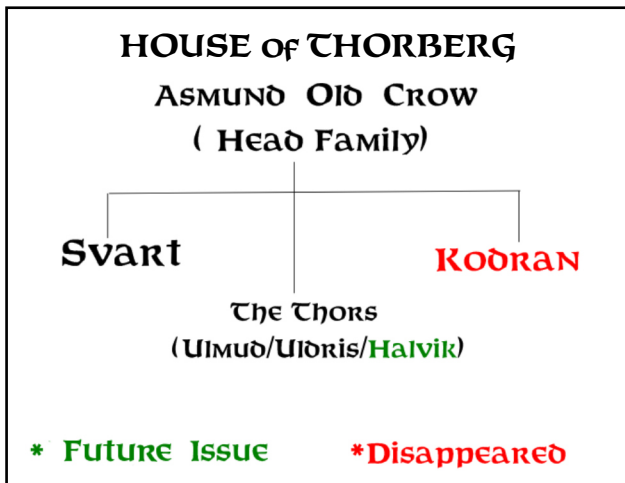 HOUSE of THORBERG
Asmund Old Crow
( Head Family)
Svart
Kodran
The Thors
(Ulmud/Uldris/Halvik)
* Future Issue
*Disappeared